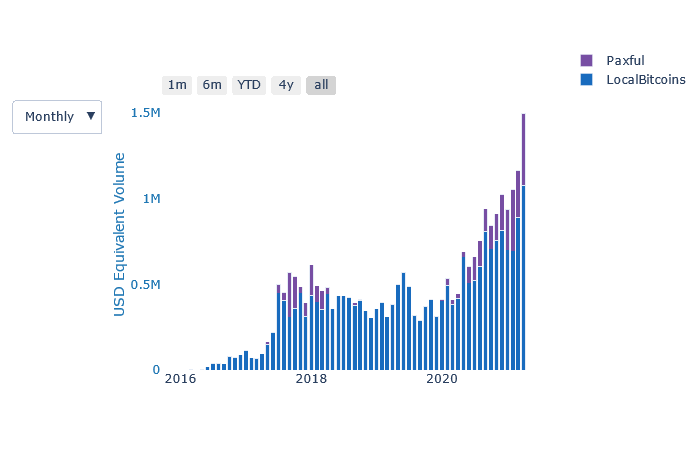 Paxful
LocalBitcoins
1m 6m YTD 4y all
Monthly ▼
1.5M
1M
0.5M
0
USD Equivalent Volume
2016 2018 2020